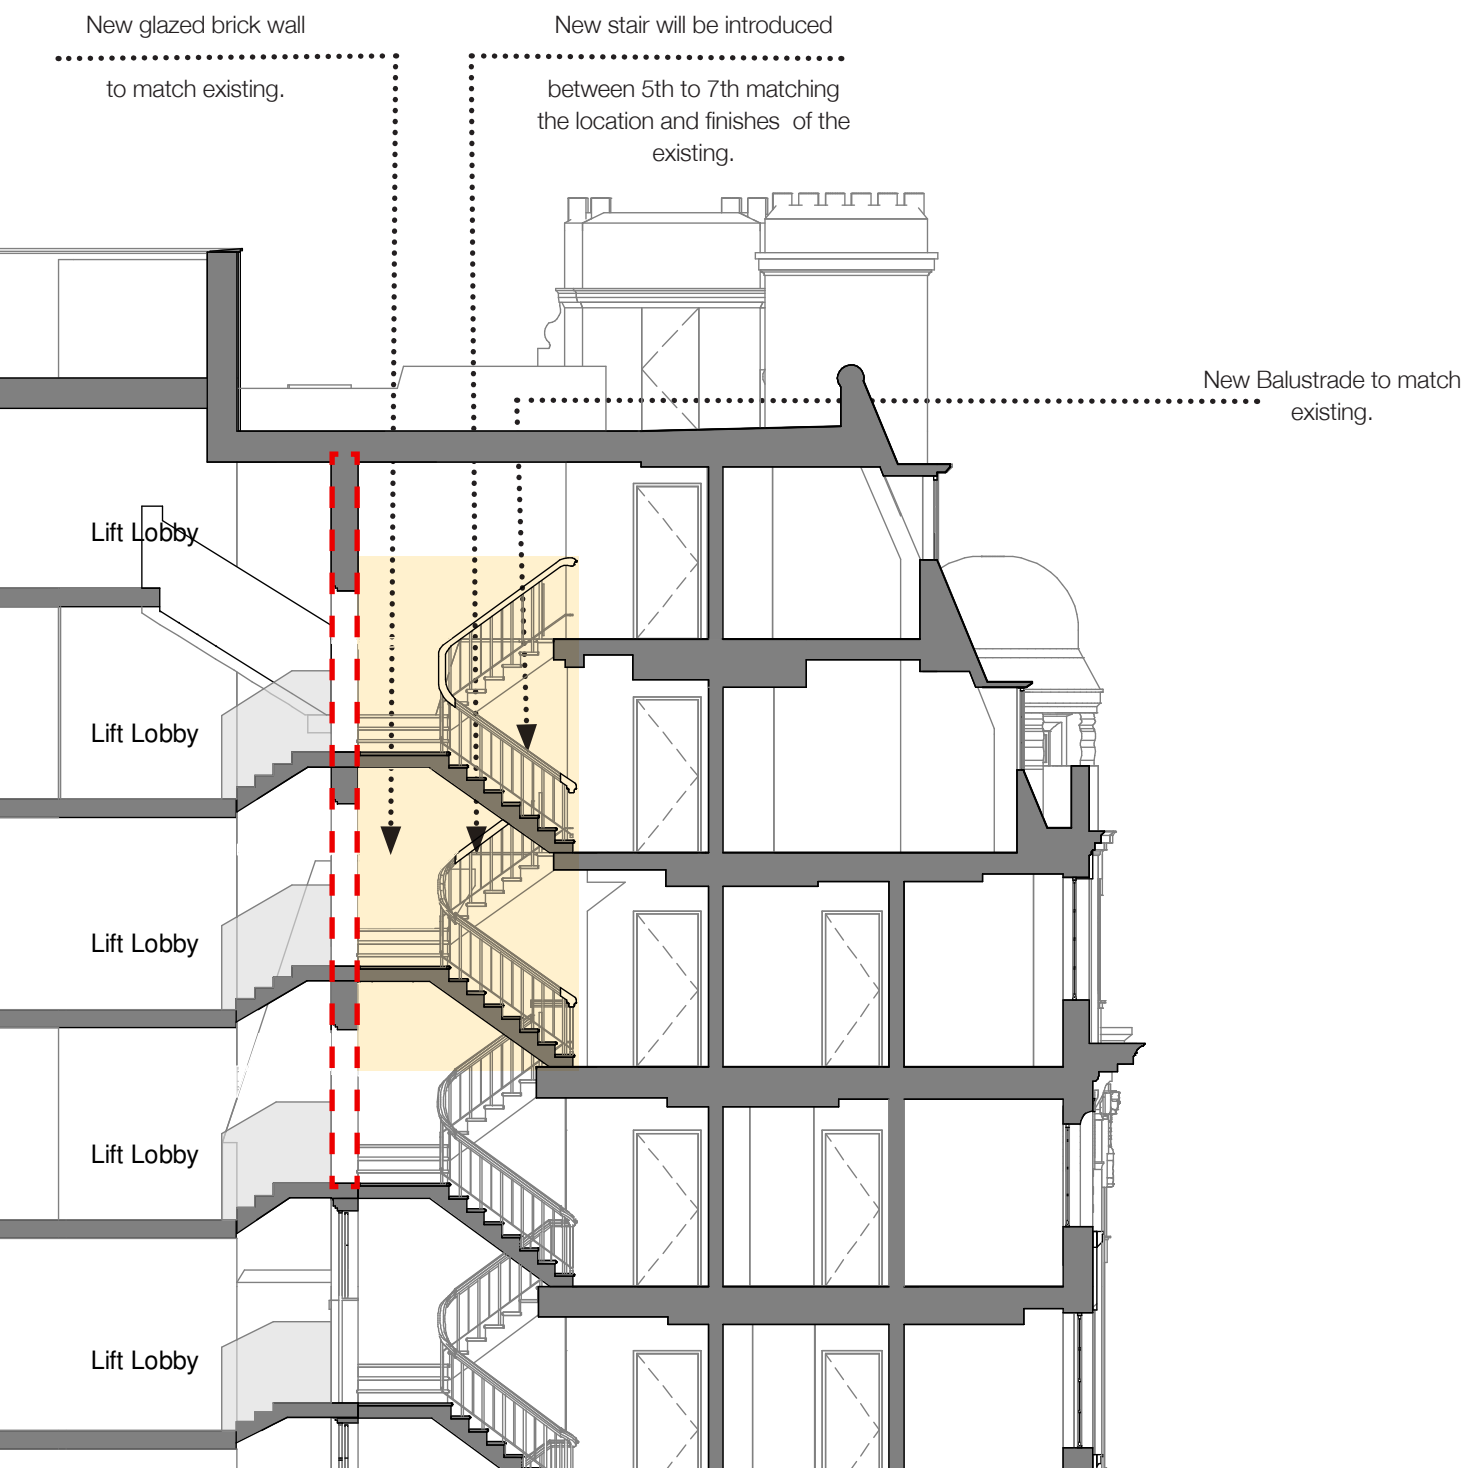 New glazed brick wall
to match existing.
New stair will be introduced
between 5th to 7th matching
the location and finishes of the
existing.
New Balustrade to match
existing.
Lift Lobby
Lift Lobby
Lift Lobby
Lift Lobby
Lift Lobby